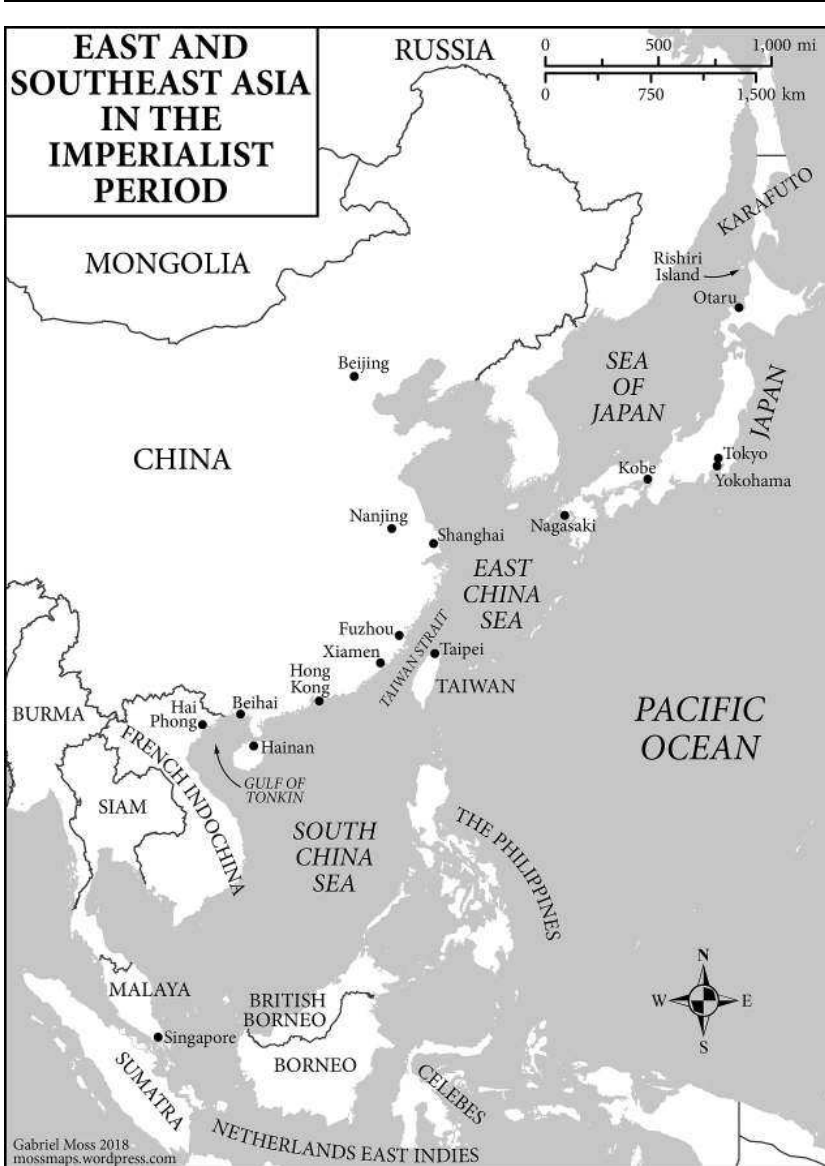 EAST AND
SOUTHEAST ASIA
IN THE
IMPERIALIST
PERIOD
RUSSIA
0 500 1,000 mi
0 750 1,500 km
MONGOLIA
KARAFUTO
Rishiri
Island
Otaru
SEA
OF
JAPAN
JAPAN
Beijing
CHINA
Tokyo
Kobe
Yokohama
Nanjing
Nagasaki
Shanghai
EAST
CHINA
SEA
Fuzhou
TAIWAN STRAIT
Taipei
Xiamen
Hong
Kong
TAIWAN
BURMA
Hai
Phong
Beihai
PACIFIC
OCEAN
Hainan
FRENCH INDOCHINA
GULF OF
TONKIN
SIAM
SOUTH
CHINA
SEA
THE PHILIPPINES
N
W E
S
MALAYA
BRITISH
BORNEO
Singapore
BORNEO
SUMATRA
CELEBES
NETHERLANDS EAST INDIES
Gabriel Moss 2018
mossmaps.wordpress.com